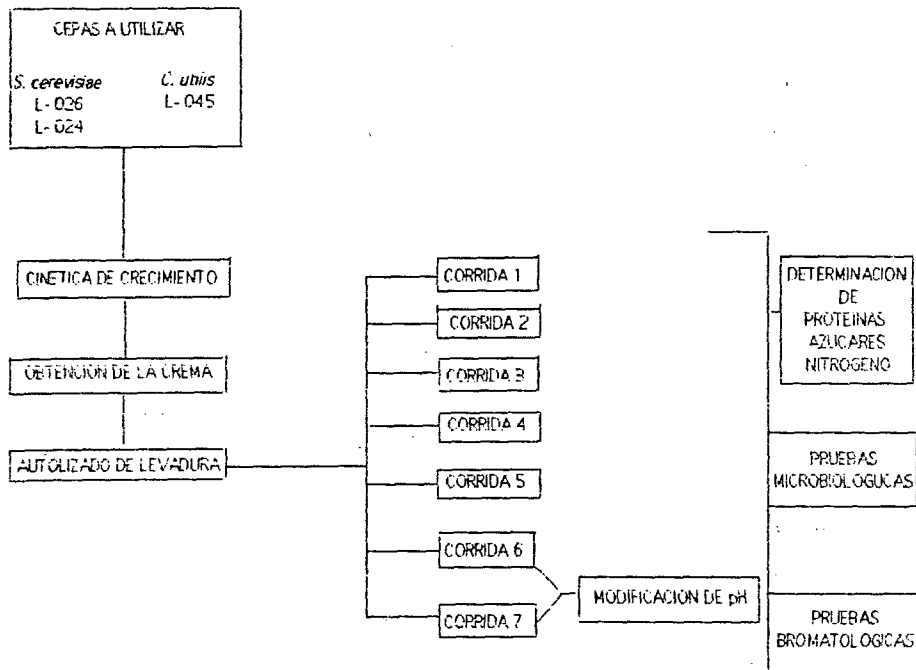 CEPAS A UTILIZAR
S. cerevisiae C. utilis
L-026 L-045
L-024
CINETICA DE CRECIMIENTO
OBTENCION DE LA CREMA
AUTOLIZADO DE LEVADURA
CORRIDA 1
CORRIDA 2
CORRIDA 3
CORRIDA 4
CORRIDA 5
CORRIDA 6
CORRIDA 7
MODIFICACION DE pH
DETERMINACION
DE
PROTEINAS
AZUCARES
NITROGENO
PRUEBAS
MICROBIOLOGUCAS
PRUEBAS
BROMATOLOGICAS